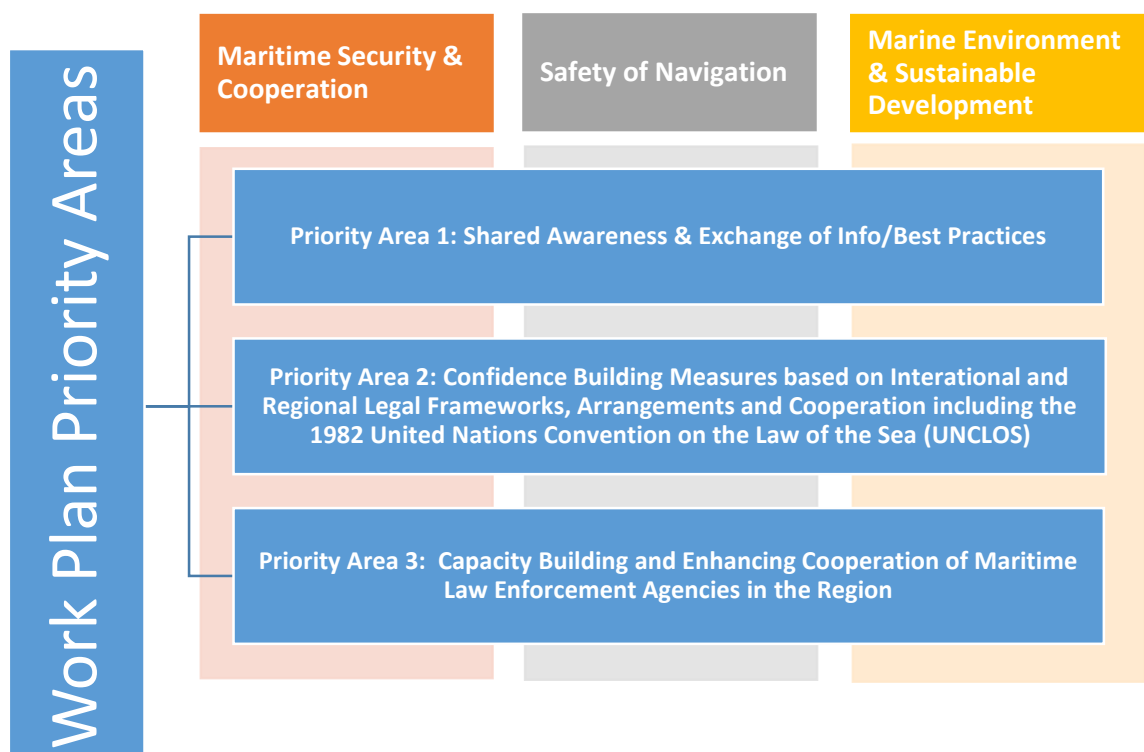 Work Plan Priority Areas
Maritime Security &
Cooperation
Safety of Navigation
Marine Environment
& Sustainable
Development
Priority Area 1: Shared Awareness & Exchange of Info/Best Practices
Priority Area 2: Confidence Building Measures based on Interational and
Regional Legal Frameworks, Arrangements and Cooperation including the
1982 United Nations Convention on the Law of the Sea (UNCLOS)
Priority Area 3:  Capacity Building and Enhancing Cooperation of Maritime
Law Enforcement Agencies in the Region